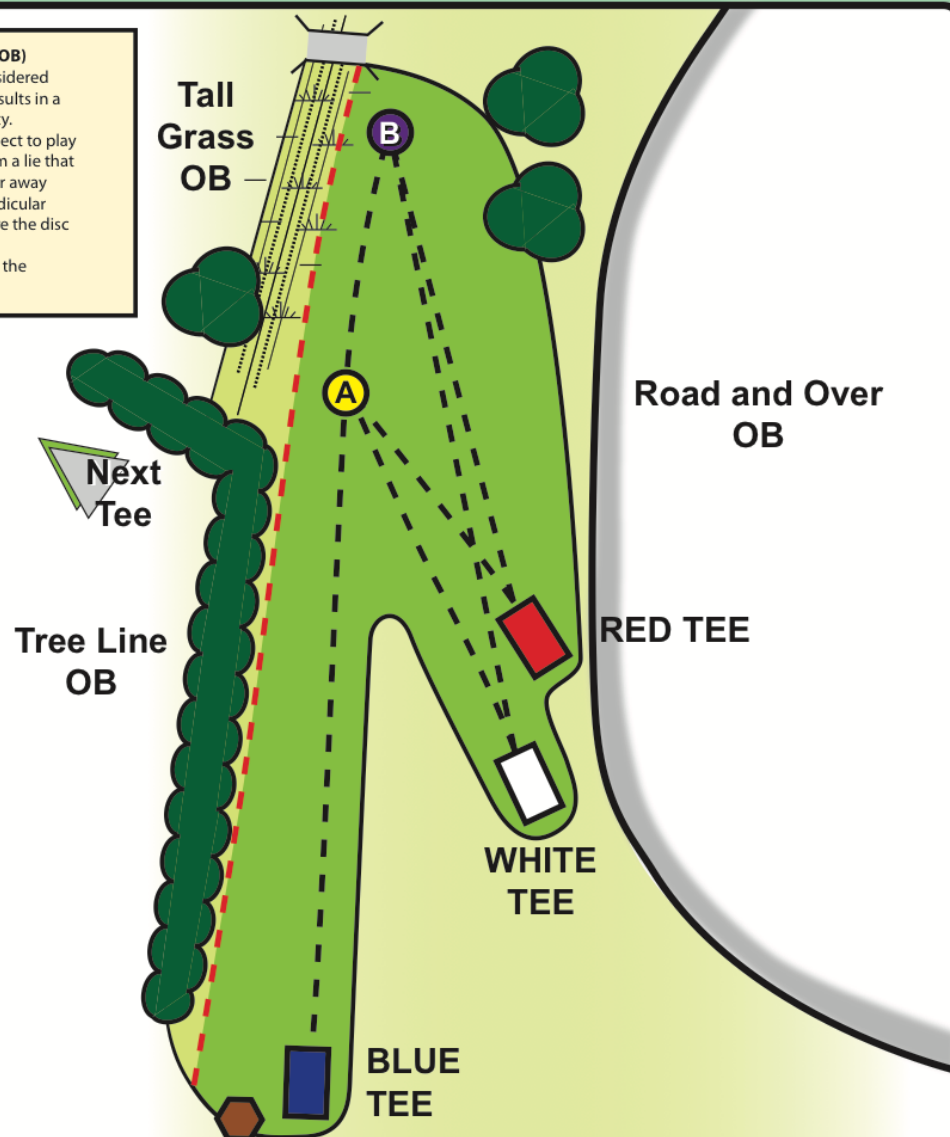 OB)
sidered
sults in a
y.
ect to play
m a lie that
r away
dicular
e the disc
the
Tall
Grass
OB
B
A
Road and Over
OB
Next
Tee
Tree Line
OB
RED TEE
WHITE
TEE
BLUE
TEE